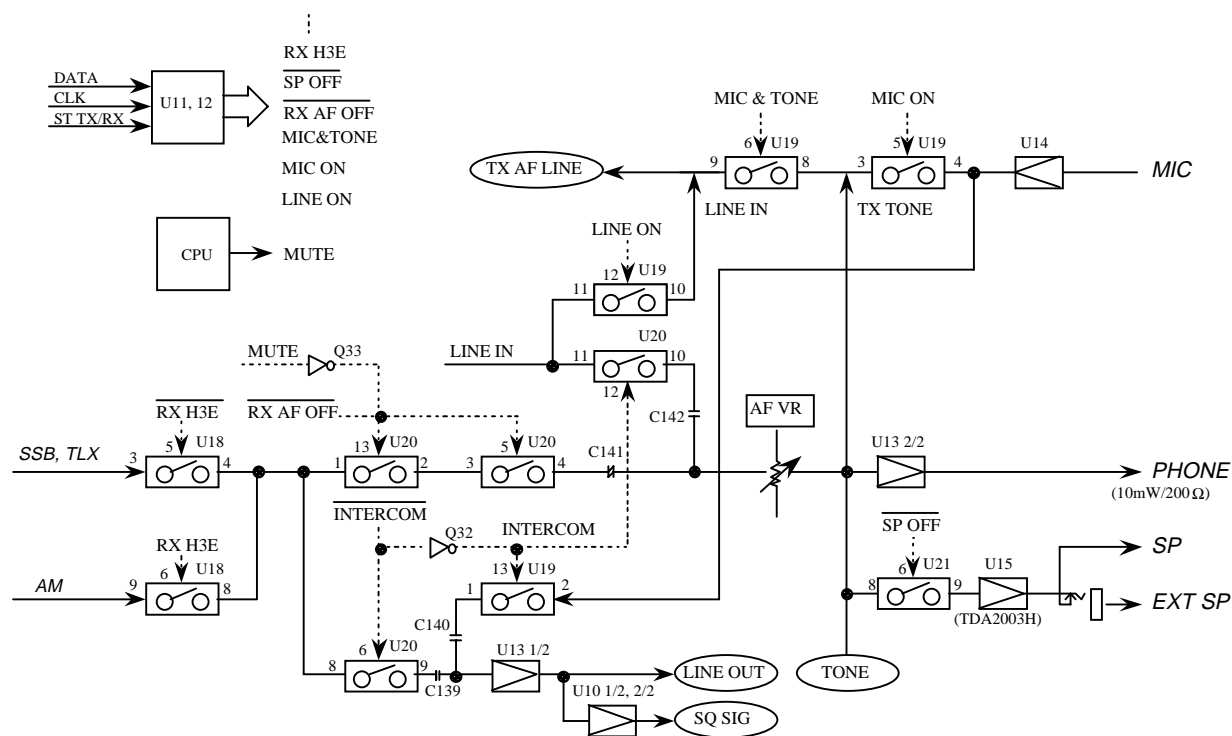 RX H3E
DATA
SP OFF
CLK
U11, 12
RX AF OFF
ST TX/RX
MIC&TONE
MIC ON
LINE ON
CPU
MUTE
MIC & TONE
MIC ON
6
U19
5
U19
U14
TX AF LINE
9
8
3
4
MIC
LINE IN
TX TONE
LINE ON
12
U19
11
10
U20
LINE IN
11
10
12
MUTE
Q33
C142
AF VR
RX H3E
RX AF OFF
C141
SSB, TLX
5
U18
3
4
13
U20
1
2
5
U20
3
4
U13 2/2
PHONE
(10mW/200Ω)
INTERCOM
Q32
INTERCOM
SP OFF
RX H3E
AM
6
U18
9
8
13
U19
1
2
6
U21
8
9
U15
(TDA2003H)
SP
EXT SP
C140
6
U20
8
9
C139
U13 1/2
LINE OUT
TONE
U10 1/2, 2/2
SQ SIG